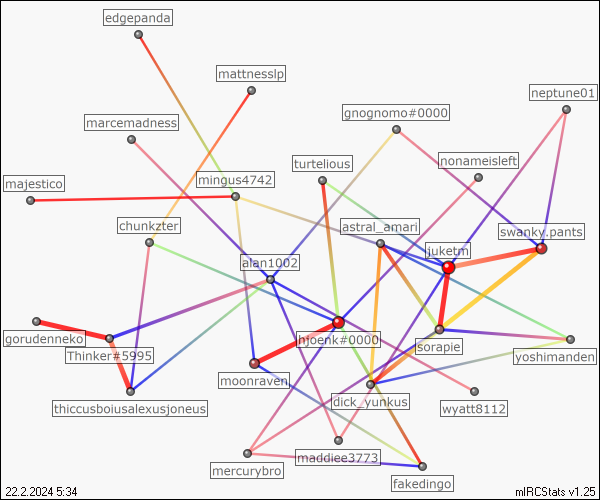 edgepanda
mattnesslp
neptune01
gnognomo#0000
marcemadness
turtelious
nonameisleft
mingus4742
majestico
chunkzter
astral_amari
swanky.pants
juketm
alan1002
gorudenneko
hjoenk#0000
sorapie
Thinker#5995
yoshimanden
moonraven
dick_yunkus
thiccusboiusalexusjoneus
wyatt8112
maddiee3773
mercurybro
fakedingo
22.2.2024 5:34
mIRCStats v1.25